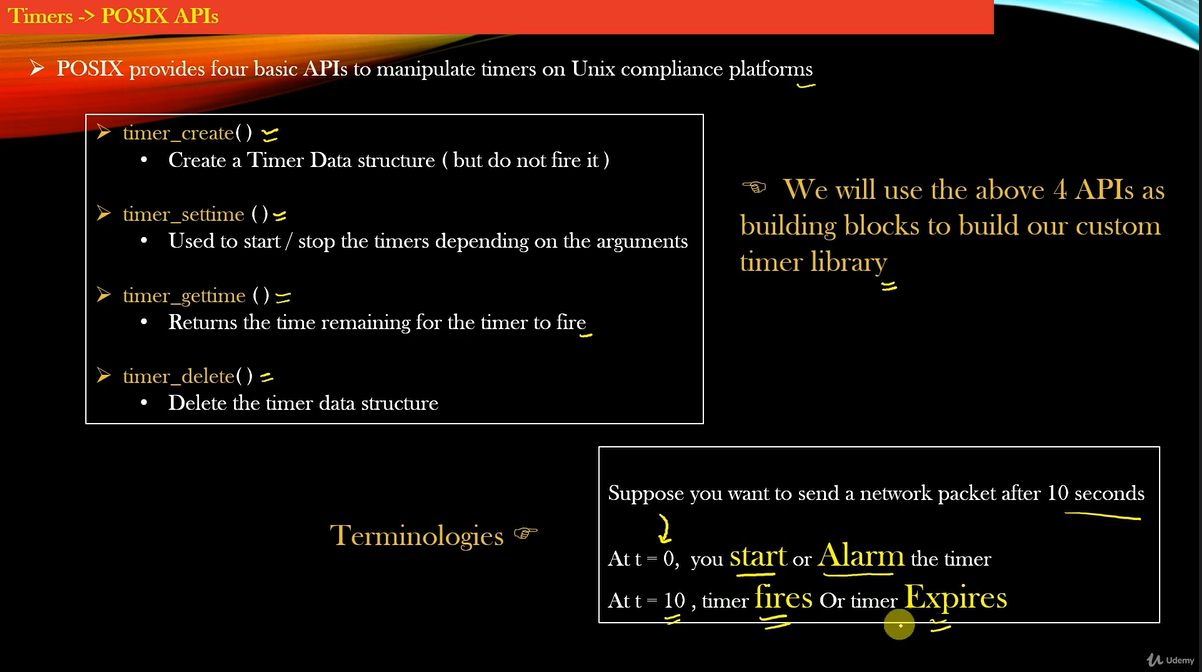 Timers -> POSIX APIs
➤ POSIX provides four basic APIs to manipulate timers on Unix compliance platforms
➤ timer_create()
• Create a Timer Data structure ( but do not fire it )
➤ timer_settime ()
• Used to start / stop the timers depending on the arguments
➤ timer_gettime ()
• Returns the time remaining for the timer to fire
➤ timer_delete()
• Delete the timer data structure
☜ We will use the above 4 APIs as
building blocks to build our custom
timer library
Terminologies ☞
Suppose you want to send a network packet after 10 seconds
At t = 0, you start or Alarm the timer
At t = 10 , timer fires Or timer Expires
Udemy